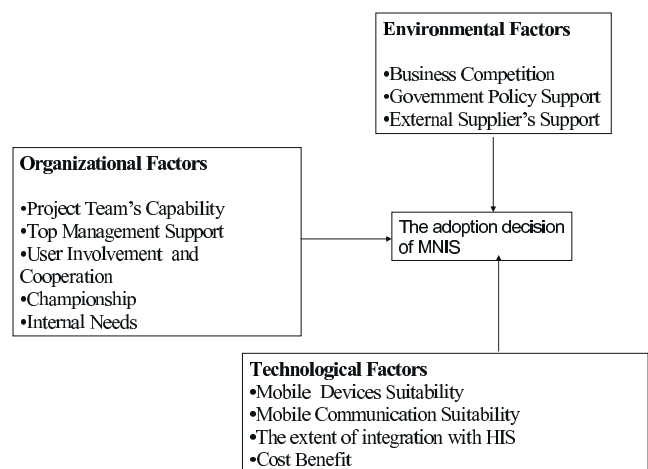 Environmental Factors
•Business Competition
•Government Policy Support
•External Supplier's Support
Organizational Factors
•Project Team's Capability
•Top Management Support
•User Involvement and
Cooperation
•Championship
•Internal Needs
The adoption decision
of MNIS
Technological Factors
•Mobile Devices Suitability
•Mobile Communication Suitability
•The extent of integration with HIS
•Cost Benefit